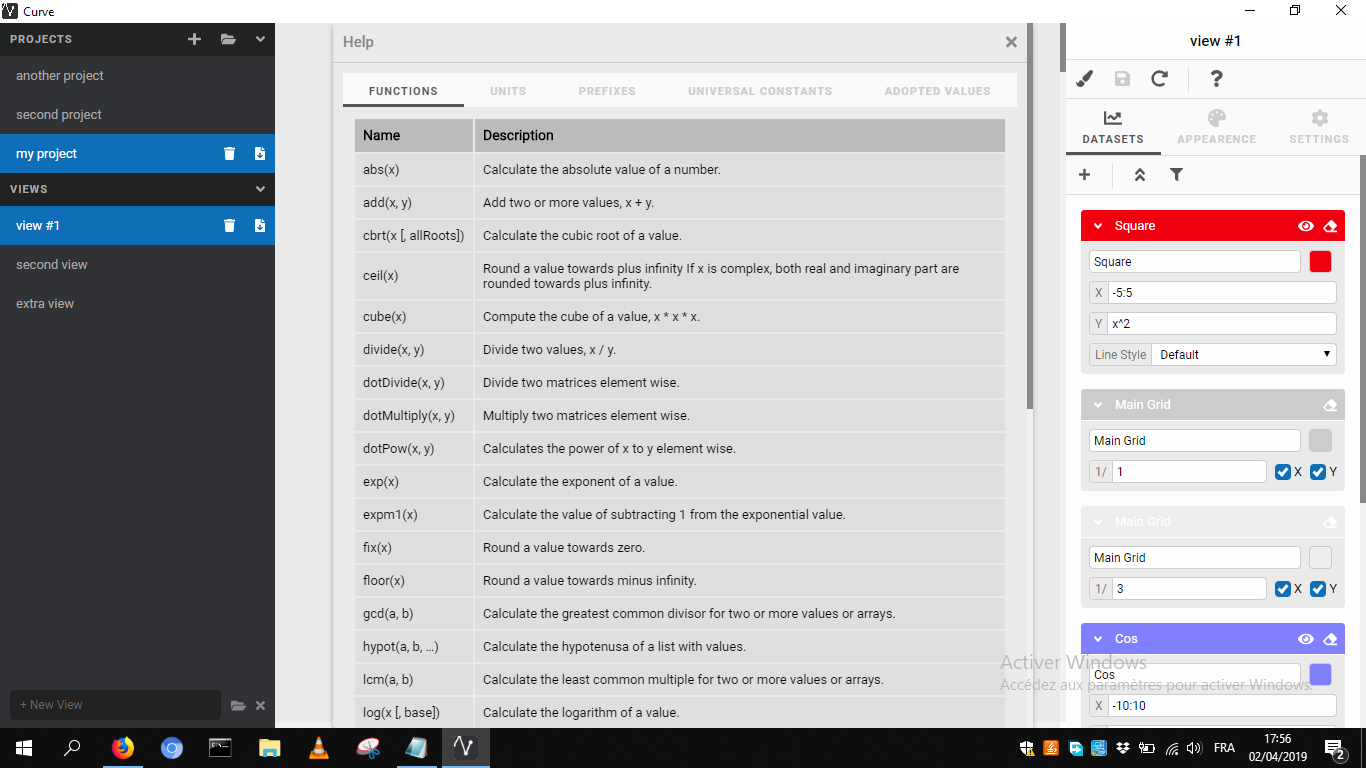 Curve
PROJECTS
another project
second project
my project
VIEWS
view #1
second view
extra view
+ New View
Help
FUNCTIONS UNITS PREFIXES UNIVERSAL CONSTANTS ADOPTED VALUES
Name Description
abs(x) Calculate the absolute value of a number.
add(x, y) Add two or more values, x + y.
cbrt(x [, allRoots]) Calculate the cubic root of a value.
ceil(x) Round a value towards plus infinity If x is complex, both real and imaginary part are
rounded towards plus infinity.
cube(x) Compute the cube of a value, x * x * x.
divide(x, y) Divide two values, x / y.
dotDivide(x, y) Divide two matrices element wise.
dotMultiply(x, y) Multiply two matrices element wise.
dotPow(x, y) Calculates the power of x to y element wise.
exp(x) Calculate the exponent of a value.
expm1(x) Calculate the value of subtracting 1 from the exponential value.
fix(x) Round a value towards zero.
floor(x) Round a value towards minus infinity.
gcd(a, b) Calculate the greatest common divisor for two or more values or arrays.
hypot(a, b, ...) Calculate the hypotenusa of a list with values.
lcm(a, b) Calculate the least common multiple for two or more values or arrays.
log(x [, base]) Calculate the logarithm of a value.
view #1
?
DATASETS APPEARENCE SETTINGS
Square
Square
X -5:5
Y x^2
Line Style Default
Main Grid
Main Grid
1/ 1 X Y
Main Grid
Main Grid
1/ 3 X Y
Cos
Cos
X -10:10
Activer Windows
Accédez aux paramètres pour activer Windows.
FRA
17:56
02/04/2019
2